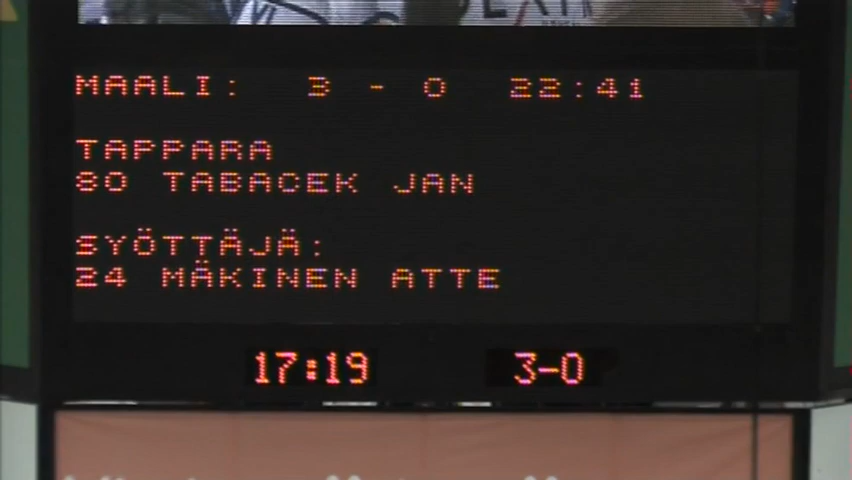 MAALI: 3 - 0 22:41
TAPPARA
80 TABACEK JAN
SYÖTTÄJÄ:
24 MÄKINEN ATTE
17:19 3-0